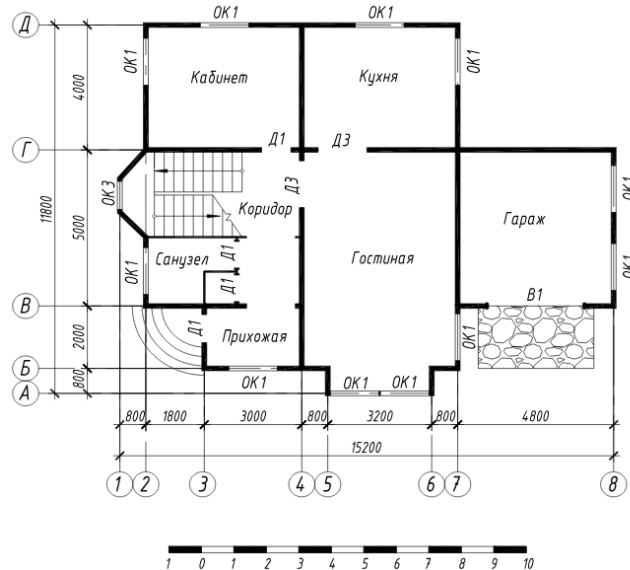 ОК1
ОК1
Д
ОК1
ОК1
Кабинет
Кухня
4000
Д1
Д3
Г
ОК3
Д3
ОК1
Коридор
Гараж
11800
5000
Санузел
Д1
Гостиная
ОК1
ОК1
Д1
В1
В
Д1
Прихожая
ОК1
2000
Б
ОК1
ОК1
ОК1
800
А
800
1800
3000
800
3200
800
4800
15200
1
2
3
4
5
6
7
8
1 0 1 2 3 4 5 6 7 8 9 10